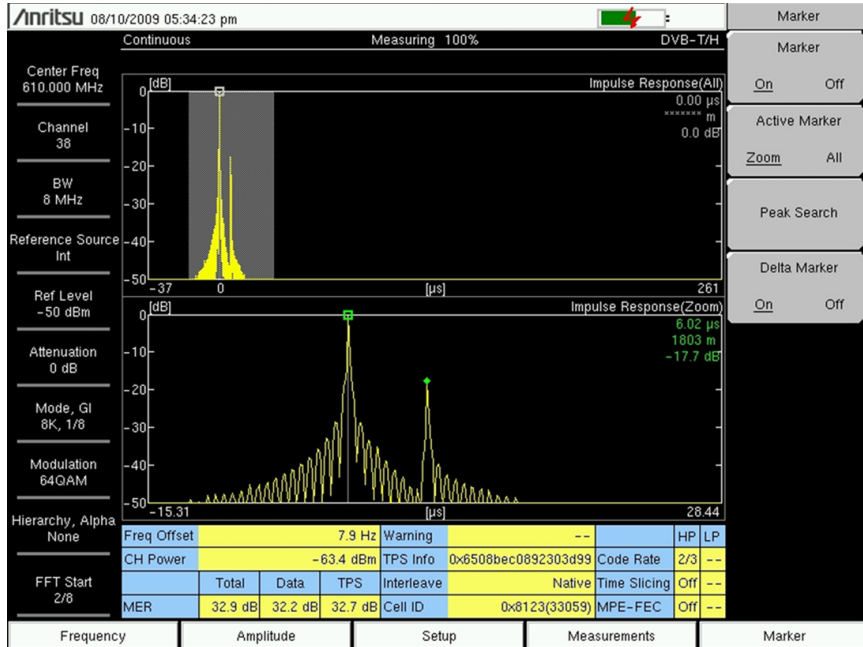 /Inritsu 08/10/2009 05:34:23 pm
Marker
Continuous Measuring 100% DVB-T/H
Center Freq
610.000 MHz
Channel
38
BW
8 MHz
Reference Source
Int
Ref Level
-50 dBm
Attenuation
0 dB
Mode, GI
8K, 1/8
Modulation
64QAM
Hierarchy, Alpha
None
FFT Start
2/8
[dB] Impulse Response(All)
0.00 µs
******* m
0.0 dB
0
-10
-20
-30
-40
-50
-37 0 [µs] 261
[dB] Impulse Response(Zoom)
6.02 µs
1803 m
-17.7 dB
0
-10
-20
-30
-40
-50
-15.31 [µs] 28.44
Freq Offset 7.9 Hz Warning -- HP LP
CH Power -63.4 dBm TPS Info 0x6508bec0892303d99 Code Rate 2/3 --
Total Data TPS Interleave Native Time Slicing Off --
MER 32.9 dB 32.2 dB 32.7 dB Cell ID 0x8123(33059) MPE-FEC Off --
Marker
On Off
Active Marker
Zoom All
Peak Search
Delta Marker
On Off
Frequency Amplitude Setup Measurements Marker